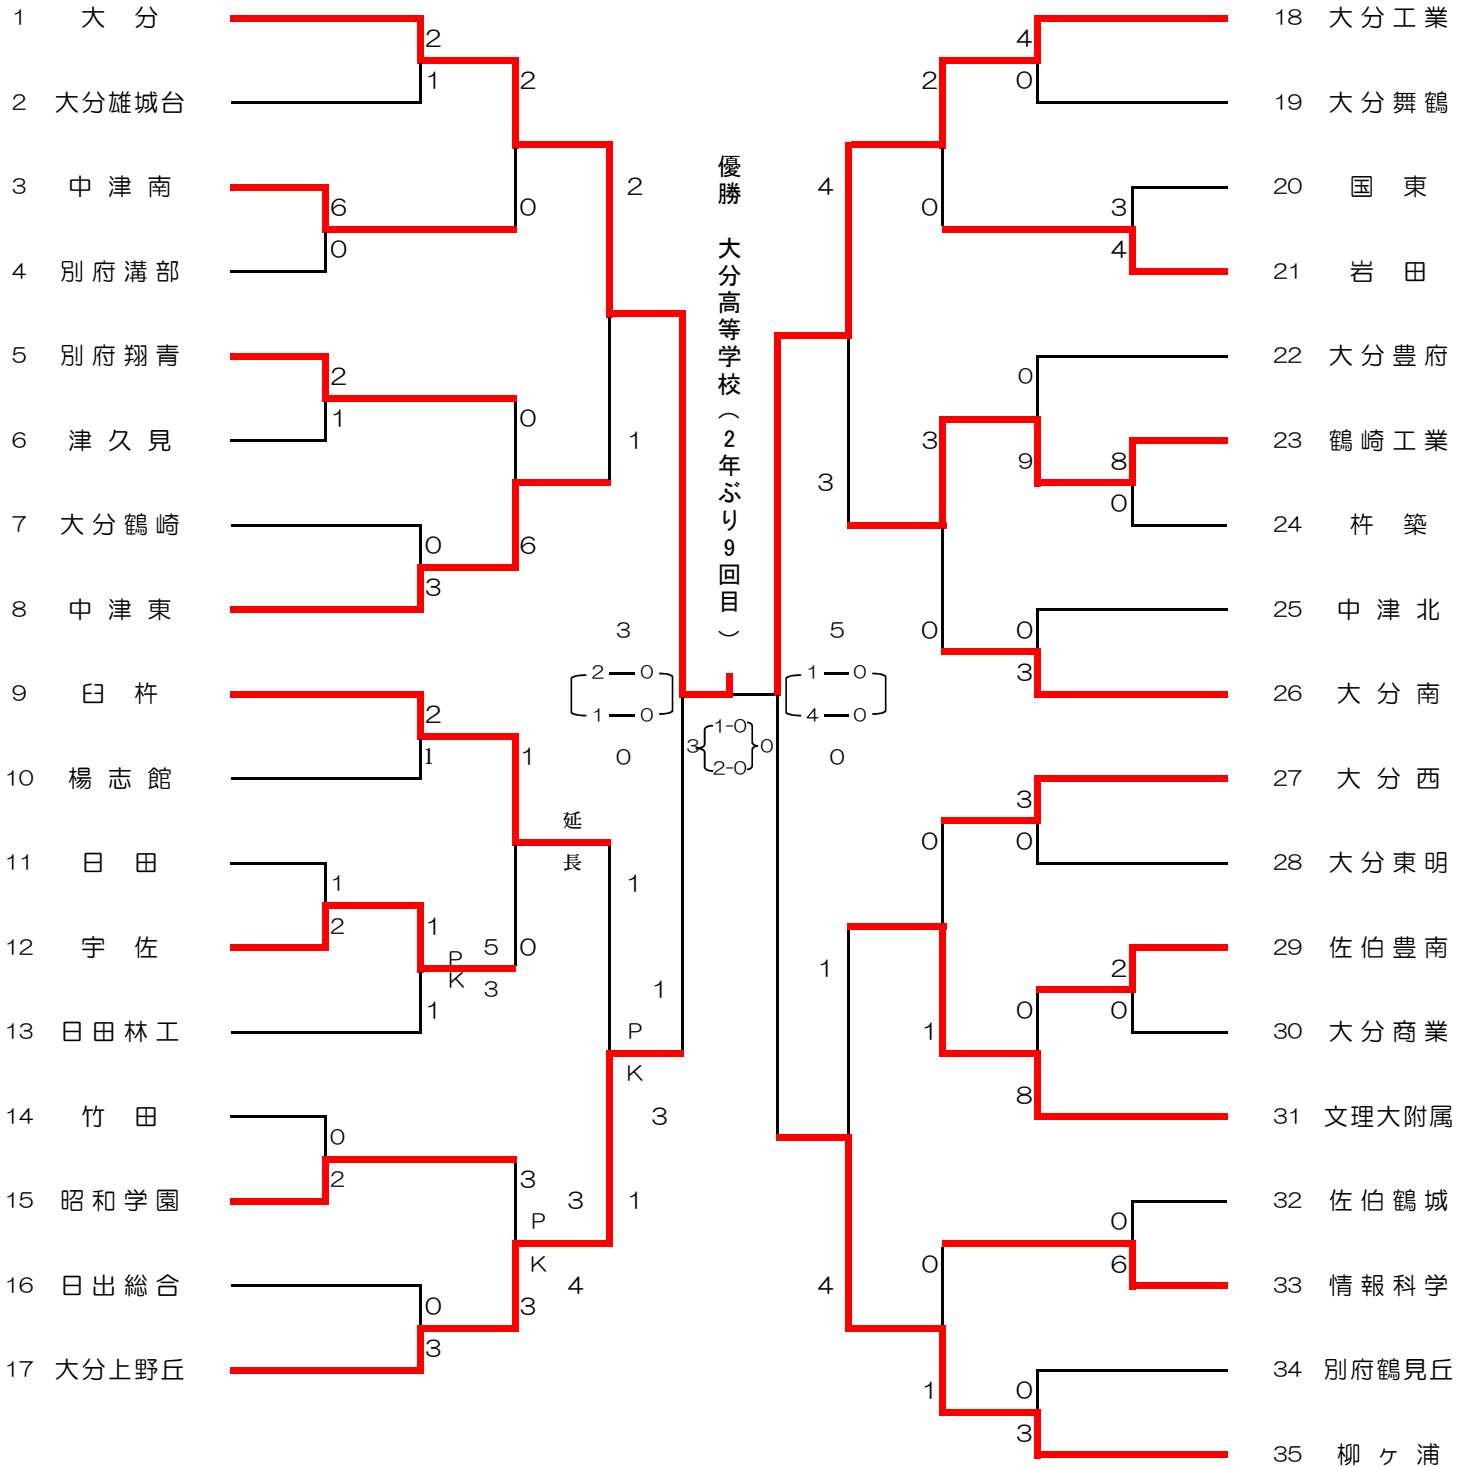 1 大分
2 大分雄城台
3 中津南
4 別府溝部
5 別府翔青
6 津久見
7 大分鶴崎
8 中津東
9 臼杵
10 楊志館
11 日田
12 宇佐
13 日田林工
14 竹田
15 昭和学園
16 日出総合
17 大分上野丘
2
1
6
0
2
1
0
3
2
1
1
2
1
1
PK
5
3
0
2
0
3
2
0
0
6
1
0
延長
3
3
PK
3
4
2
1
1
1
PK
1
3
3
2 — 0
1 — 0
0
優勝 大分高等学校（2年ぶり9回目）
3 1-0 0
2-0
5
1 — 0
4 — 0
0
4
3
1
4
2
0
3
0
0
1
0
1
4
0
3
4
0
9
8
0
0
3
3
0
2
0
0
8
0
6
0
3
18 大分工業
19 大分舞鶴
20 国東
21 岩田
22 大分豊府
23 鶴崎工業
24 杵築
25 中津北
26 大分南
27 大分西
28 大分東明
29 佐伯豊南
30 大分商業
31 文理大附属
32 佐伯鶴城
33 情報科学
34 別府鶴見丘
35 柳ヶ浦